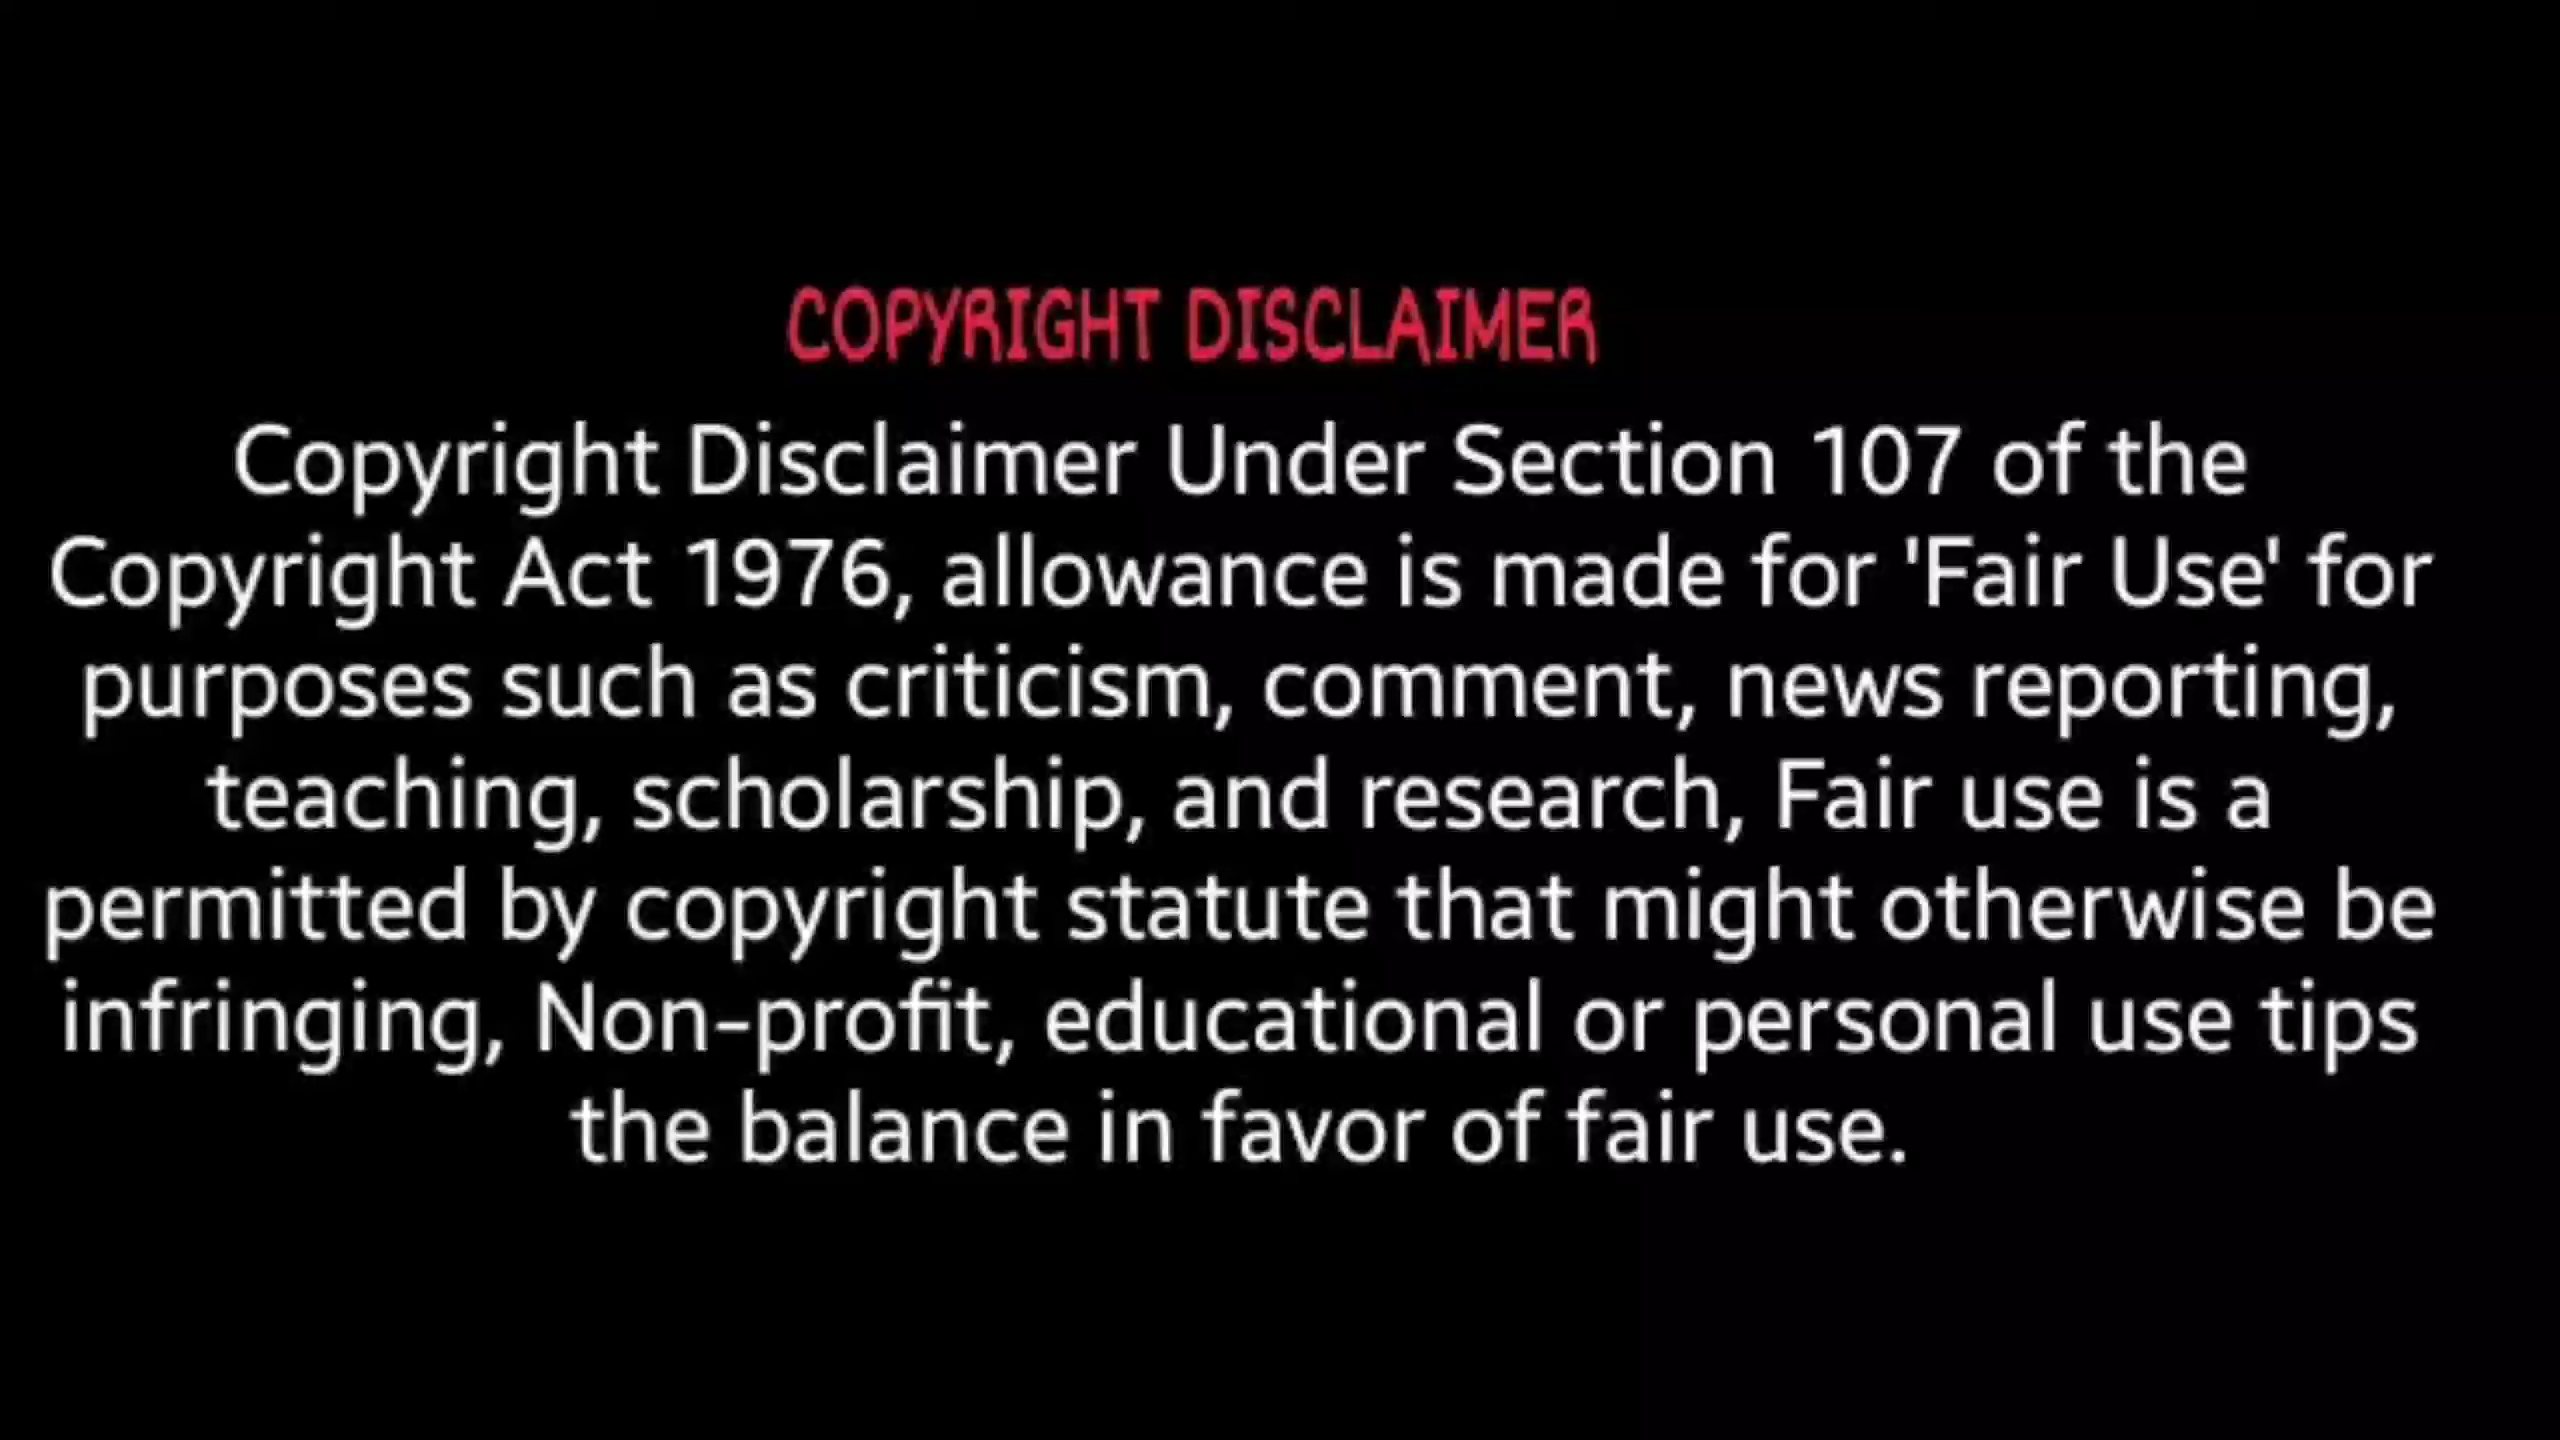 COPYRIGHT DISCLAIMER
Copyright Disclaimer Under Section 107 of the
Copyright Act 1976, allowance is made for 'Fair Use' for
purposes such as criticism, comment, news reporting,
teaching, scholarship, and research, Fair use is a
permitted by copyright statute that might otherwise be
infringing, Non-profit, educational or personal use tips
the balance in favor of fair use.